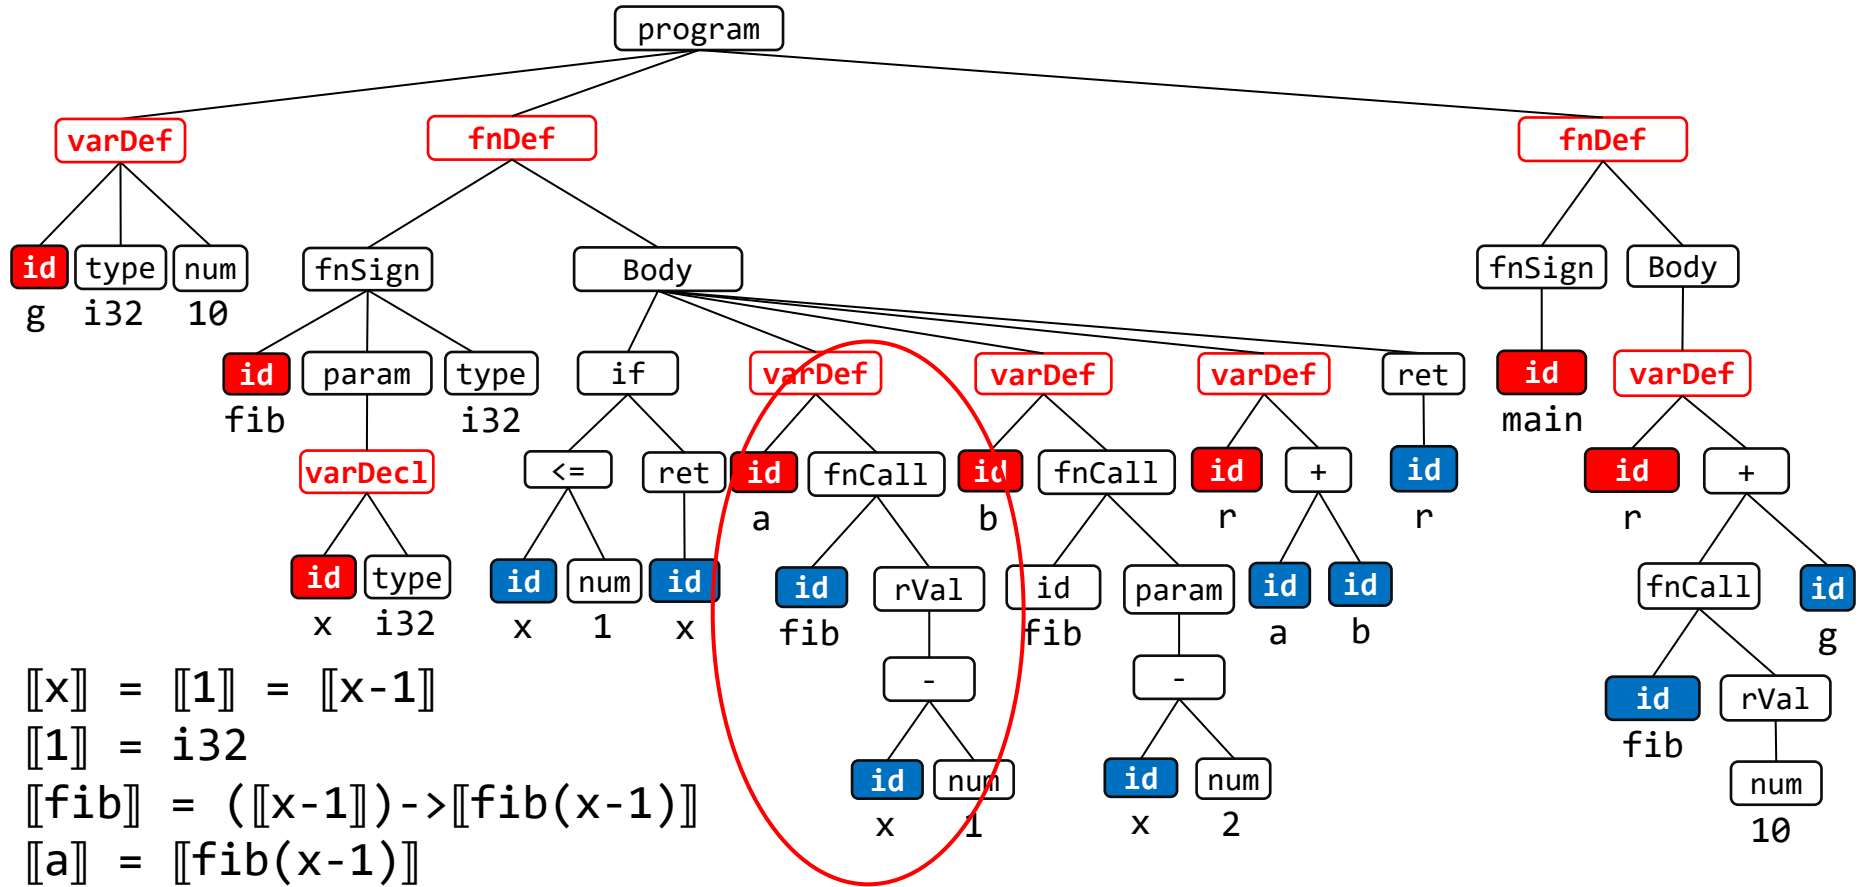 program
varDef
fnDef
fnDef
id
type
num
fnSign
Body
fnSign
Body
g
i32
10
id
param
type
if
varDef
varDef
varDef
ret
id
varDef
fib
i32
main
varDecl
<=
ret
id
fnCall
id
fnCall
id
+
id
id
+
a
b
r
r
r
id
type
id
num
id
id
rVal
id
param
id
id
fnCall
id
x
i32
x
1
x
fib
fib
a
b
g
-
-
id
rVal
fib
id
num
id
num
num
x
1
x
2
10
⟦x⟧ = ⟦1⟧ = ⟦x-1⟧
⟦1⟧ = i32
⟦fib⟧ = (⟦x-1⟧)->⟦fib(x-1)⟧
⟦a⟧ = ⟦fib(x-1)⟧